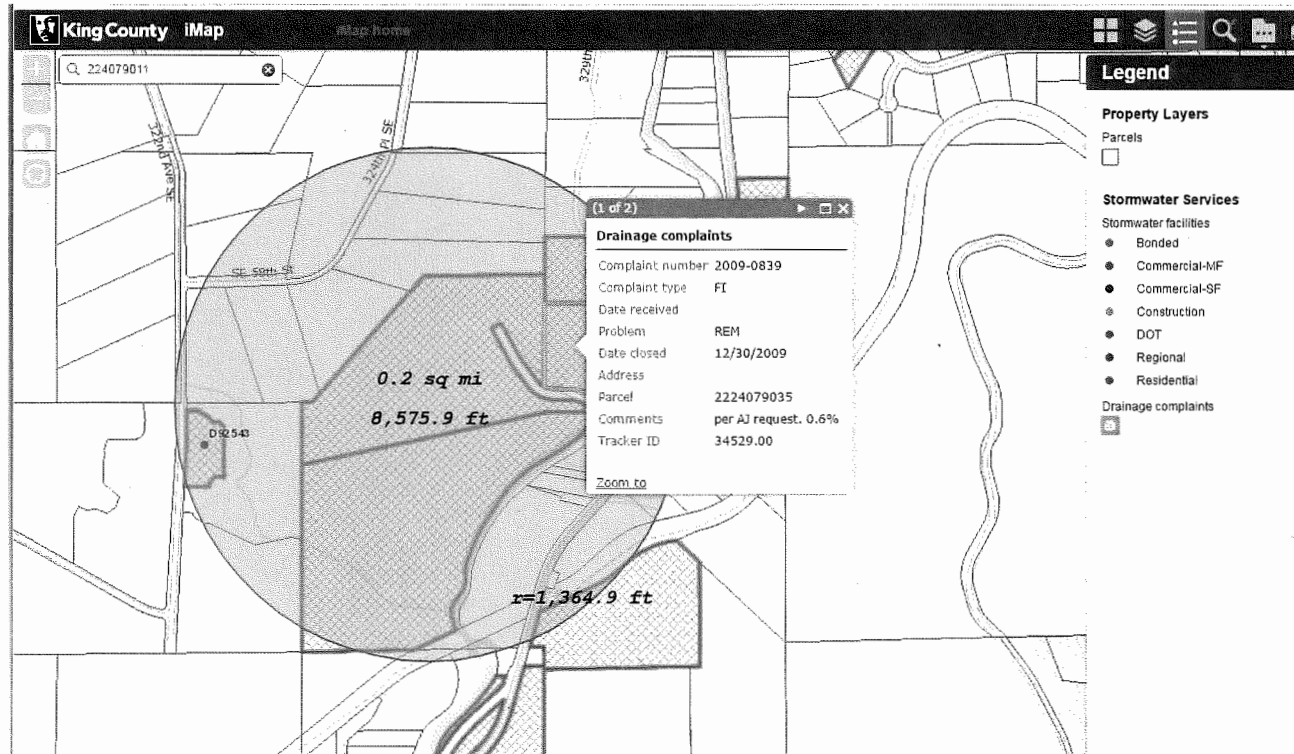 King County iMap
iMap home
224079011
322nd Ave SE
324th Pl SE
329th
SE 59th St
0.2 sq mi
8,575.9 ft
D92543
r=1,364.9 ft
(1 of 2)
Drainage complaints
Complaint number 2009-0839
Complaint type FI
Date received
Problem REM
Date closed 12/30/2009
Address
Parcel 2224079035
Comments per AJ request. 0.6%
Tracker ID 34529.00
Zoom to
Legend
Property Layers
Parcels
Stormwater Services
Stormwater facilities
Bonded
Commercial-MF
Commercial-SF
Construction
DOT
Regional
Residential
Drainage complaints